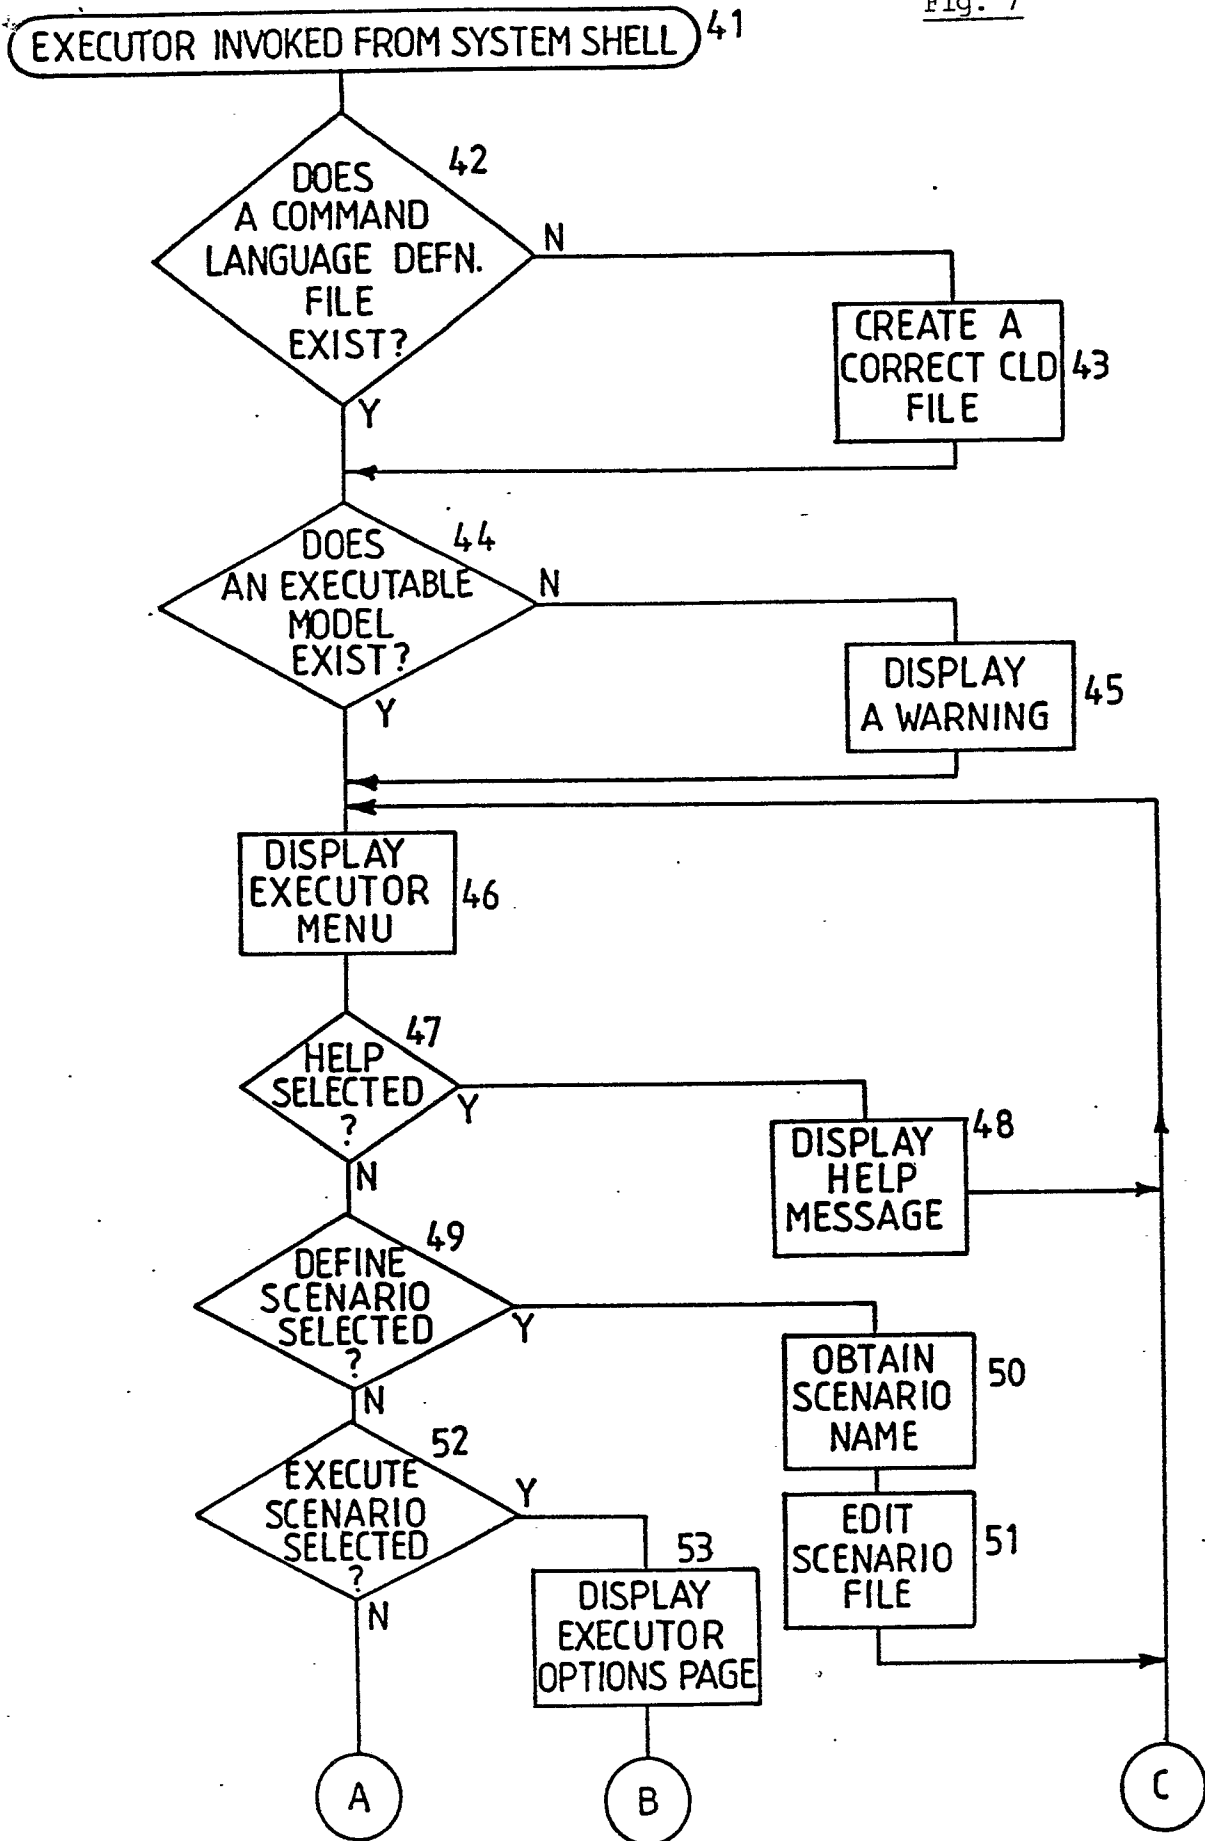 Fig. 7
EXECUTOR INVOKED FROM SYSTEM SHELL
41
42
DOES
A COMMAND
LANGUAGE DEFN.
FILE
EXIST?
N
Y
CREATE A
CORRECT CLD
FILE
43
44
DOES
AN EXECUTABLE
MODEL
EXIST?
N
Y
DISPLAY
A WARNING
45
DISPLAY
EXECUTOR
MENU
46
47
HELP
SELECTED
?
Y
N
48
DISPLAY
HELP
MESSAGE
49
DEFINE
SCENARIO
SELECTED
?
Y
N
OBTAIN
SCENARIO
NAME
50
EDIT
SCENARIO
FILE
51
52
EXECUTE
SCENARIO
SELECTED
?
Y
N
53
DISPLAY
EXECUTOR
OPTIONS PAGE
A
B
C